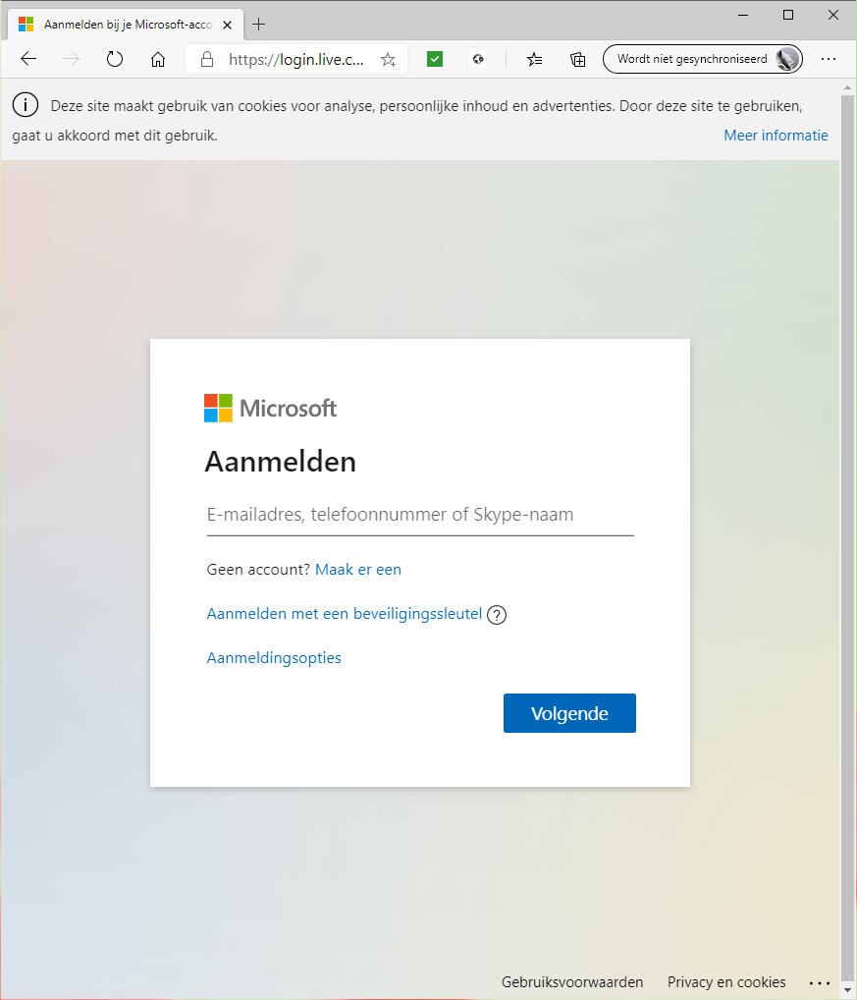 Aanmelden bij je Microsoft-acco
https://login.live.c...
Wordt niet gesynchroniseerd
Deze site maakt gebruik van cookies voor analyse, persoonlijke inhoud en advertenties. Door deze site te gebruiken,
gaat u akkoord met dit gebruik.
Meer informatie
Microsoft
Aanmelden
E-mailadres, telefoonnummer of Skype-naam
Geen account? Maak er een
Aanmelden met een beveiligingssleutel
Aanmeldingsopties
Volgende
Gebruiksvoorwaarden Privacy en cookies